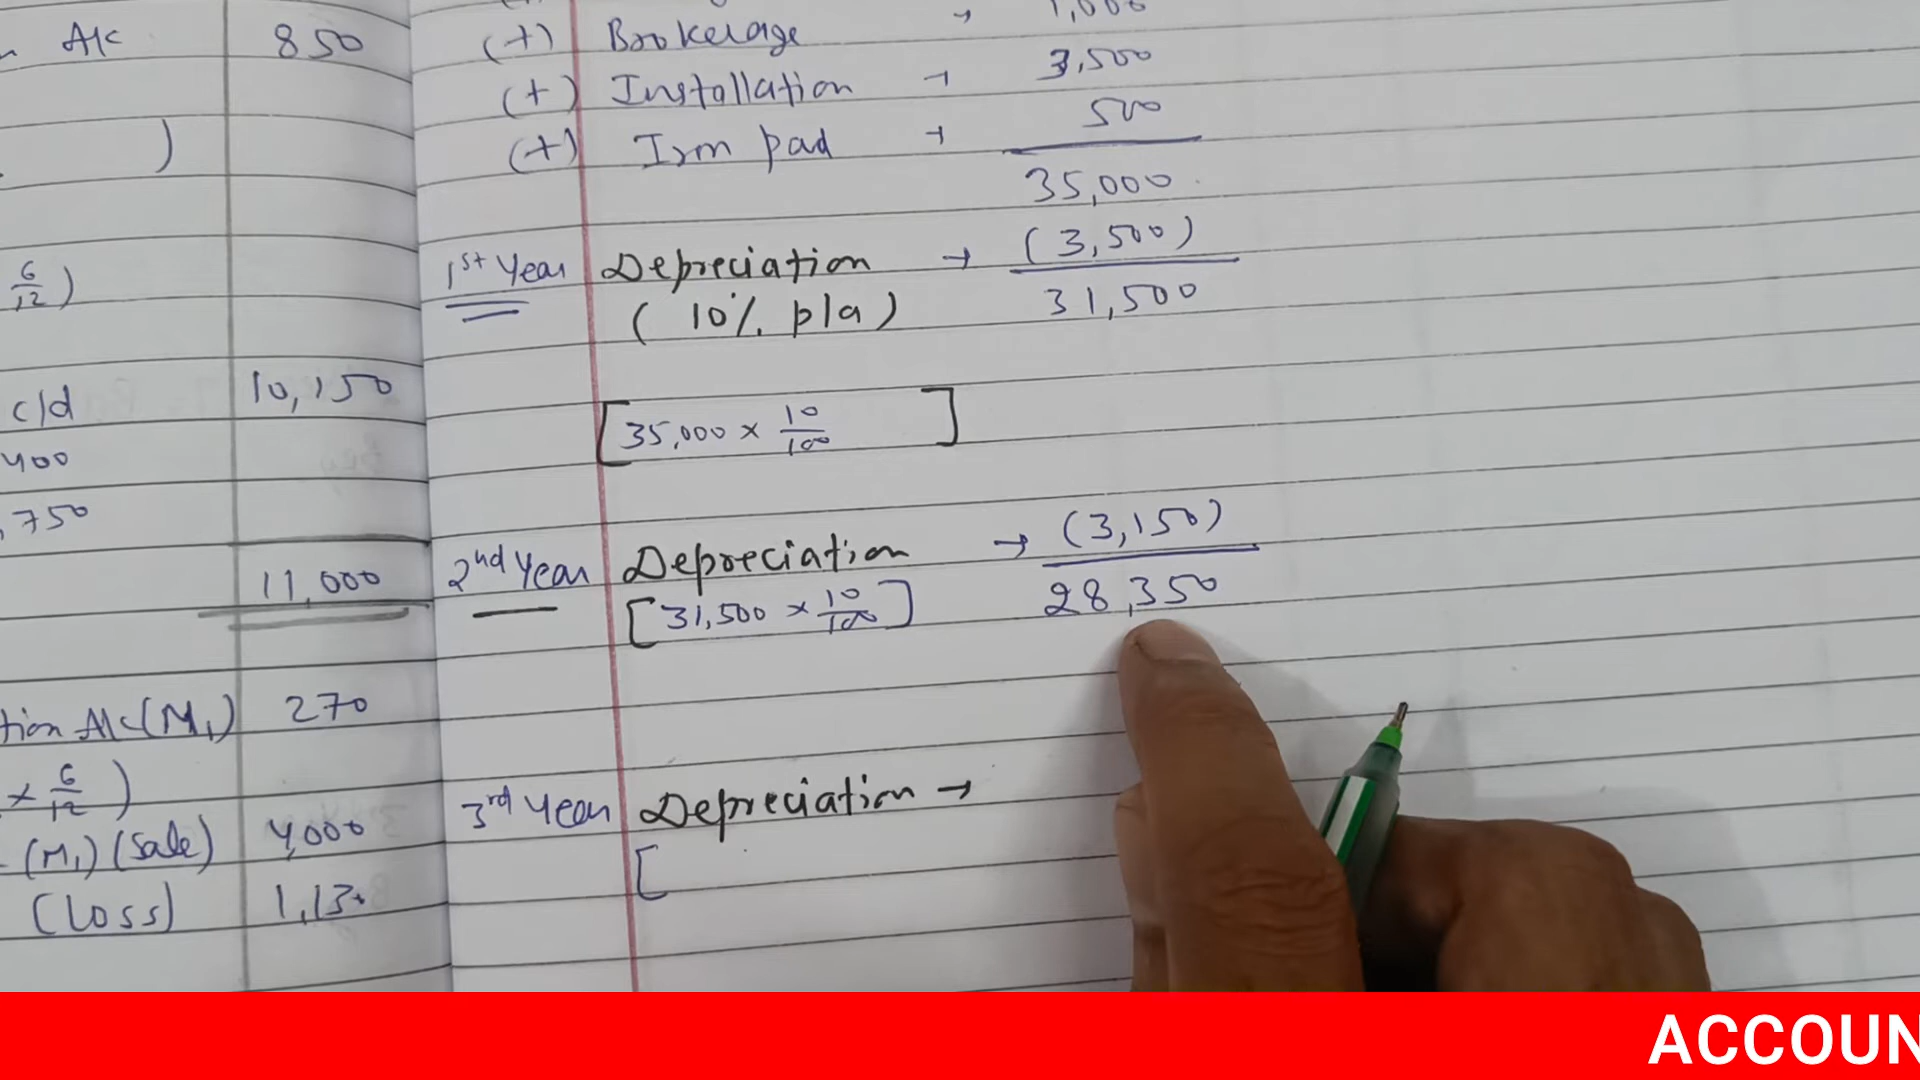 A/c 850
)
6/12 )
c/d 10,150
400
,750
11,000
tion A/c (M1) 270
x 6/12 )
- (M1) (Sale) 4,000
(Loss) 1,13
(+) Brokerage → 1,000
(+) Installation → 3,500
(+) Iron pad → 500
35,000
1st Year Depreciation → (3,500)
( 10% p/a ) 31,500
[ 35,000 × 10/100 ]
2nd Year Depreciation → (3,150)
[ 31,500 × 10/100 ] 28,350
3rd Year Depreciation →
[
ACCOUN